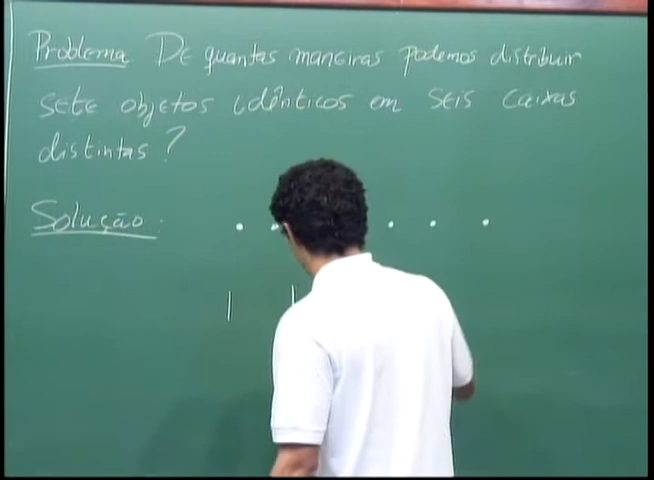 Problema. De quantas maneiras podemos distribuir
sete objetos idênticos em seis caixas
distintas?
Solução: